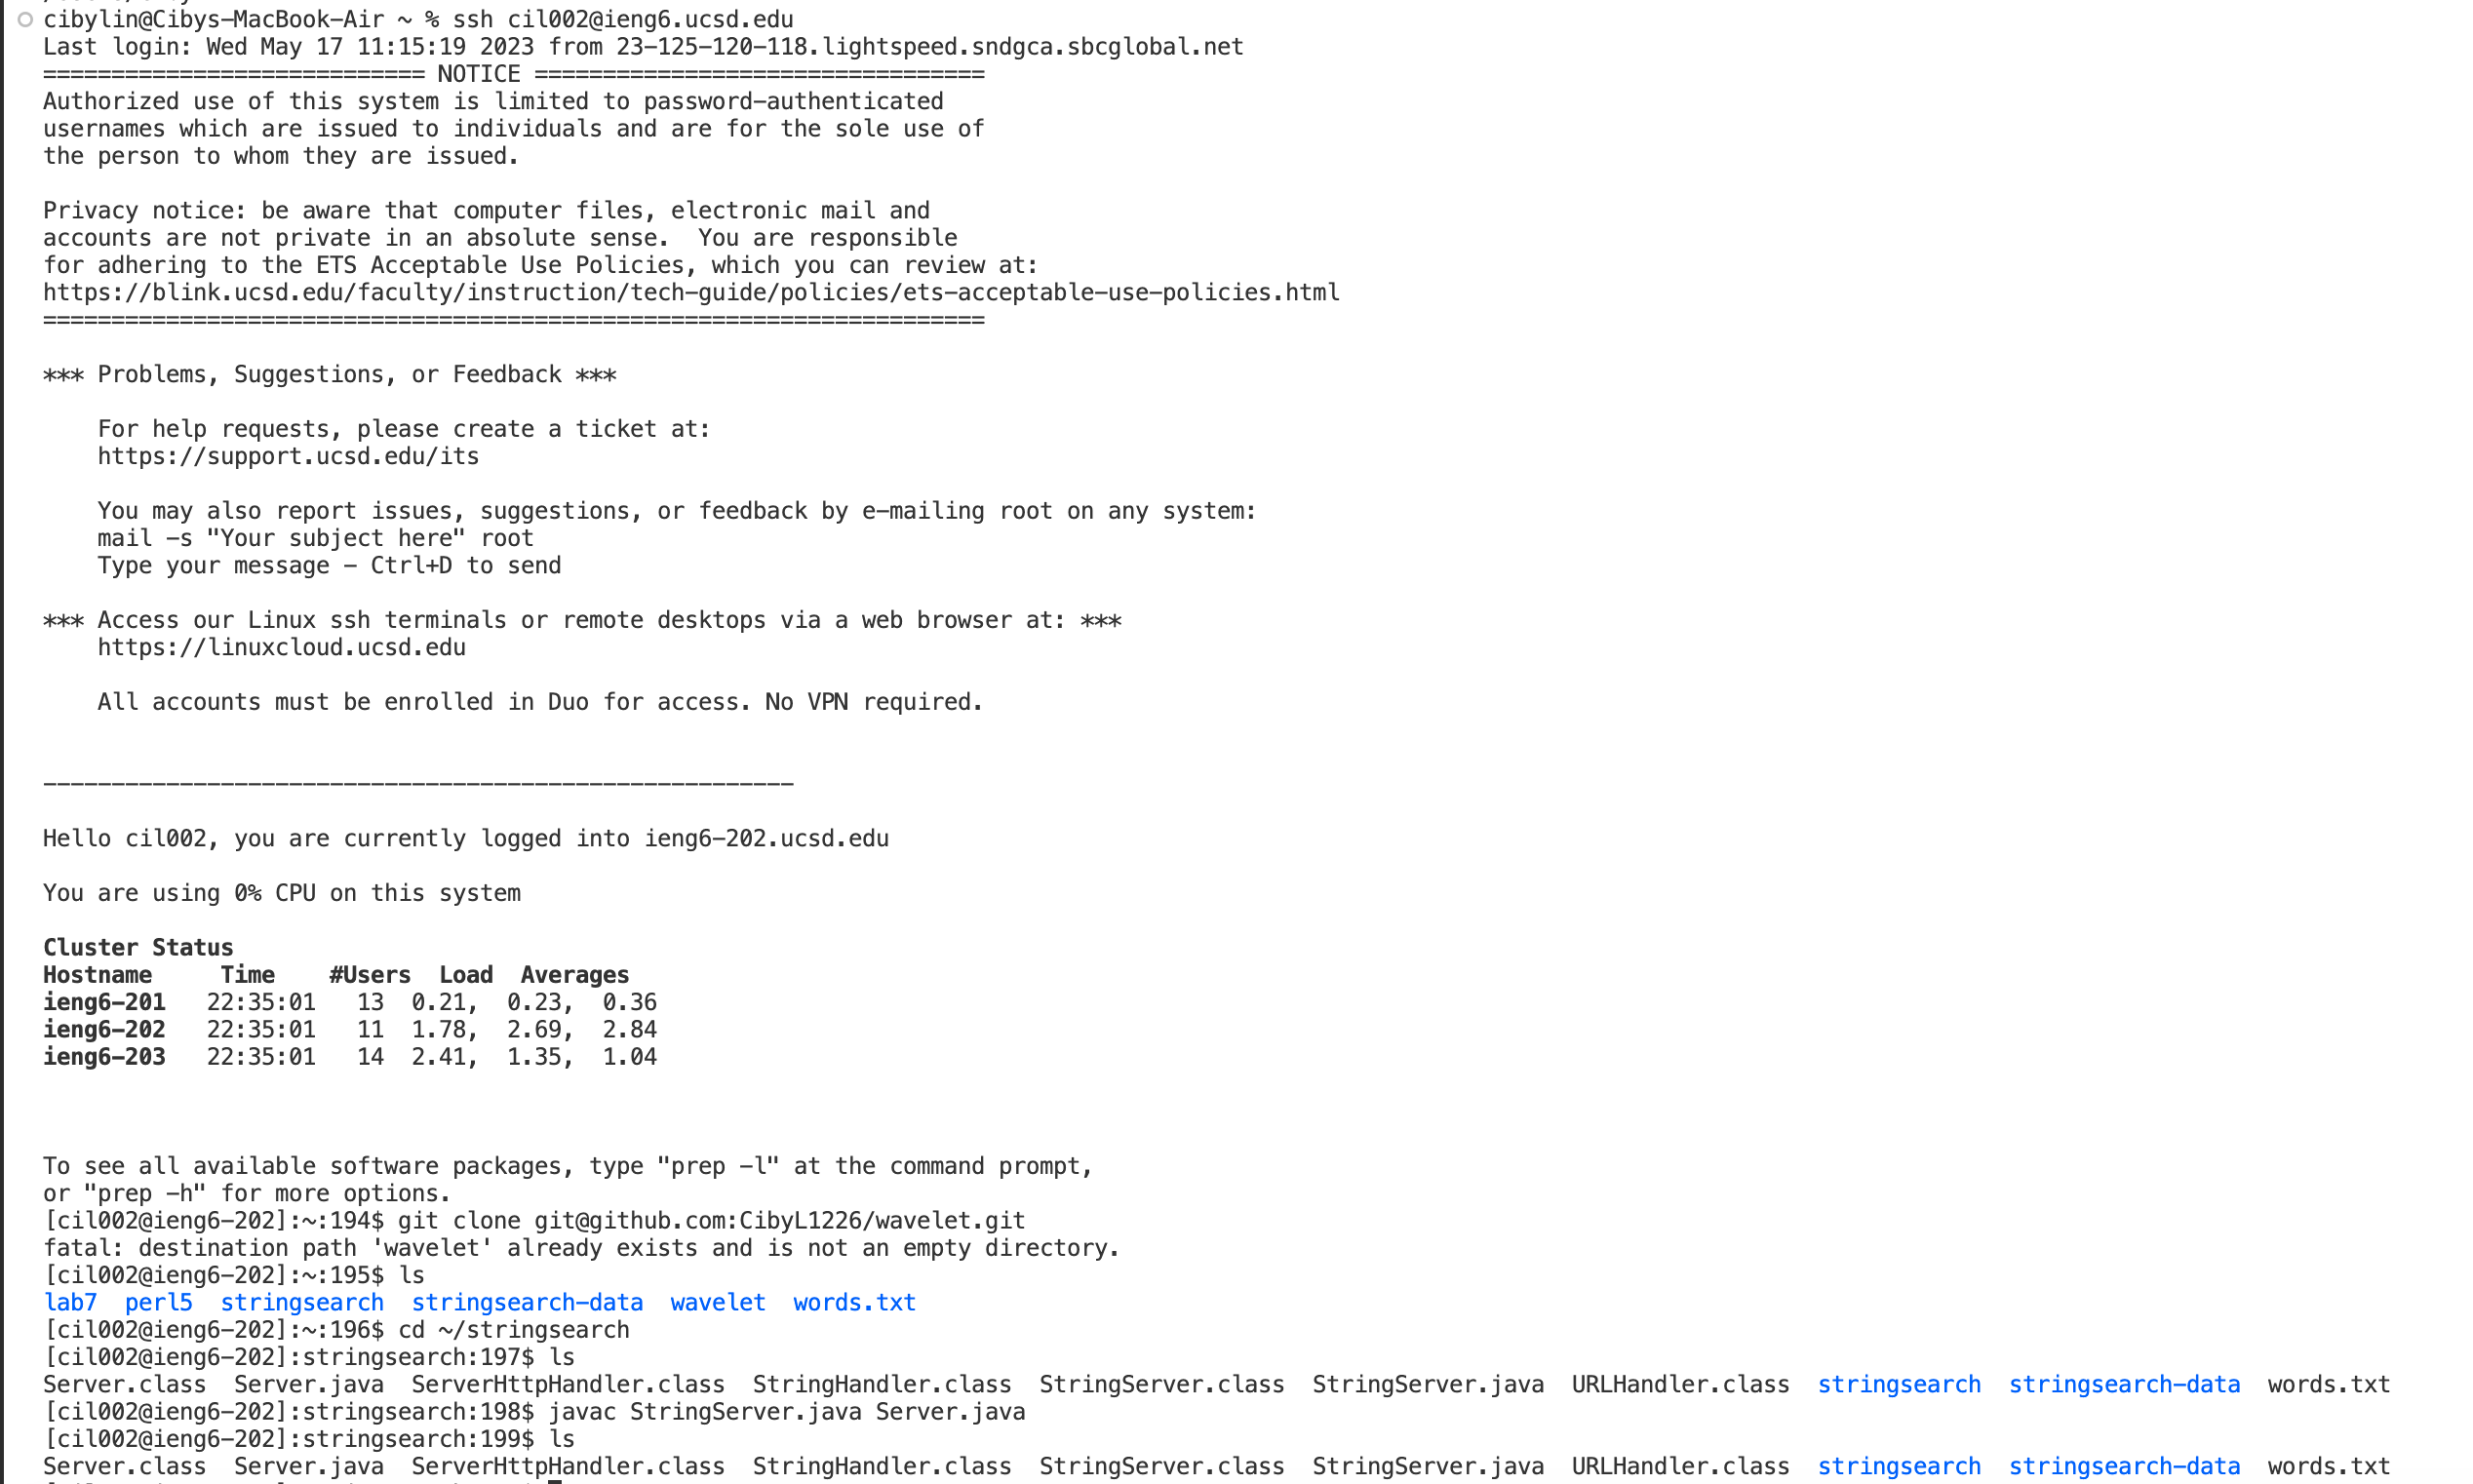 cibylin@Cibys-MacBook-Air ~ % ssh cil002@ieng6.ucsd.edu
Last login: Wed May 17 11:15:19 2023 from 23-125-120-118.lightspeed.sndgca.sbcglobal.net
============================ NOTICE =================================
Authorized use of this system is limited to password-authenticated
usernames which are issued to individuals and are for the sole use of
the person to whom they are issued.

Privacy notice: be aware that computer files, electronic mail and
accounts are not private in an absolute sense.  You are responsible
for adhering to the ETS Acceptable Use Policies, which you can review at:
https://blink.ucsd.edu/faculty/instruction/tech-guide/policies/ets-acceptable-use-policies.html
=====================================================================

*** Problems, Suggestions, or Feedback ***

    For help requests, please create a ticket at:
    https://support.ucsd.edu/its

    You may also report issues, suggestions, or feedback by e-mailing root on any system:
    mail -s "Your subject here" root
    Type your message - Ctrl+D to send

*** Access our Linux ssh terminals or remote desktops via a web browser at: ***
    https://linuxcloud.ucsd.edu

    All accounts must be enrolled in Duo for access. No VPN required.

-------------------------------------------------------

Hello cil002, you are currently logged into ieng6-202.ucsd.edu

You are using 0% CPU on this system

Cluster Status
Hostname     Time    #Users  Load  Averages
ieng6-201   22:35:01   13  0.21,  0.23,  0.36
ieng6-202   22:35:01   11  1.78,  2.69,  2.84
ieng6-203   22:35:01   14  2.41,  1.35,  1.04

To see all available software packages, type "prep -l" at the command prompt,
or "prep -h" for more options.
[cil002@ieng6-202]:~:194$ git clone git@github.com:CibyL1226/wavelet.git
fatal: destination path 'wavelet' already exists and is not an empty directory.
[cil002@ieng6-202]:~:195$ ls
lab7  perl5  stringsearch  stringsearch-data  wavelet  words.txt
[cil002@ieng6-202]:~:196$ cd ~/stringsearch
[cil002@ieng6-202]:stringsearch:197$ ls
Server.class  Server.java  ServerHttpHandler.class  StringHandler.class  StringServer.class  StringServer.java  URLHandler.class  stringsearch  stringsearch-data  words.txt
[cil002@ieng6-202]:stringsearch:198$ javac StringServer.java Server.java
[cil002@ieng6-202]:stringsearch:199$ ls
Server.class  Server.java  ServerHttpHandler.class  StringHandler.class  StringServer.class  StringServer.java  URLHandler.class  stringsearch  stringsearch-data  words.txt